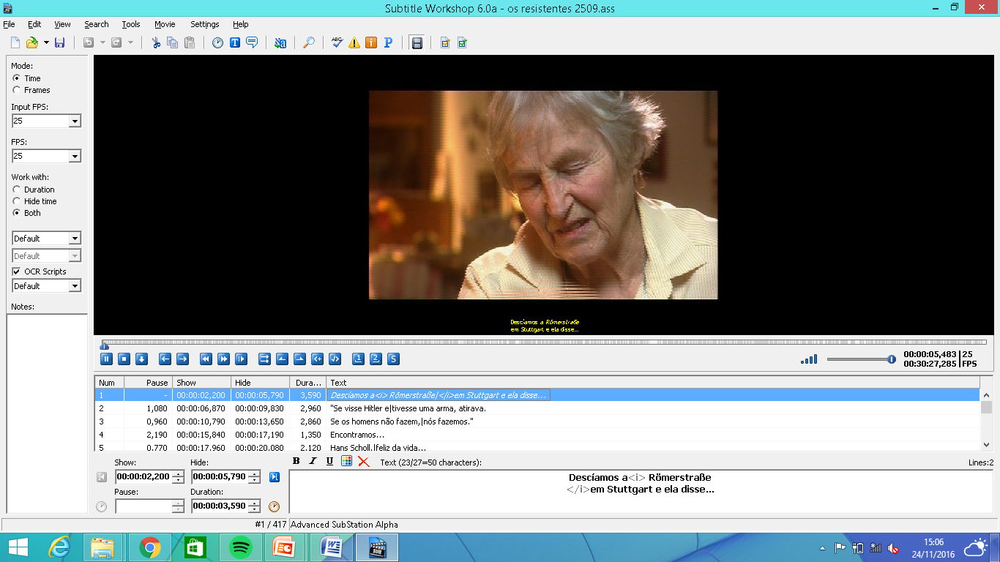 Subtitle Workshop 6.0a - os resistentes 2509.ass
File Edit View Search Tools Movie Settings Help
Mode:
Time
Frames
Input FPS:
25
FPS:
25
Work with:
Duration
Hide time
Both
Default
Default
OCR Scripts
Default
Notes:
Descíamos a Römerstraße
em Stuttgart e ela disse...
00:00:05,483 25
00:30:27,285 FPS
Num Pause Show Hide Dura... Text
1 - 00:00:02,200 00:00:05,790 3,590 Descíamos a<i> Römerstraße|</i>em Stuttgart e ela disse...
2 1,080 00:00:06,870 00:00:09,830 2,960 "Se visse Hitler e|tivesse uma arma, atirava.
3 0,960 00:00:10,790 00:00:13,650 2,860 Se os homens não fazem,|nós fazemos."
4 2,190 00:00:15,840 00:00:17,190 1,350 Encontramos...
5 0,770 00:00:17,960 00:00:20,080 2,120 Hans Scholl,|feliz da vida...
Show: Hide: B I U Text (23/27=50 characters): Lines:2
00:00:02,200 00:00:05,790
Pause: Duration:
00:00:03,590
Descíamos a<i> Römerstraße
</i>em Stuttgart e ela disse...
#1 / 417 Advanced SubStation Alpha
15:06
24/11/2016